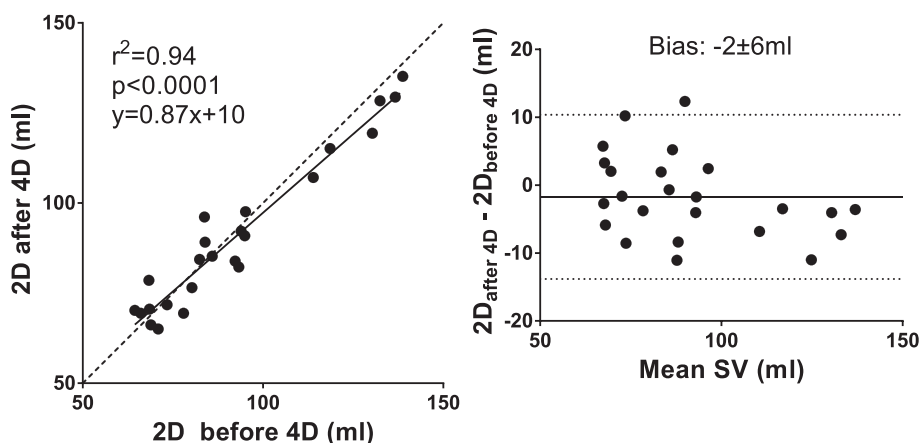 150
r²=0.94
p<0.0001
y=0.87x+10
100
50
2D after 4D (ml)
50 100 150
2D before 4D (ml)
Bias: -2±6ml
20
10
0
-10
-20
2Dafter 4D - 2Dbefore 4D (ml)
50 100 150
Mean SV (ml)